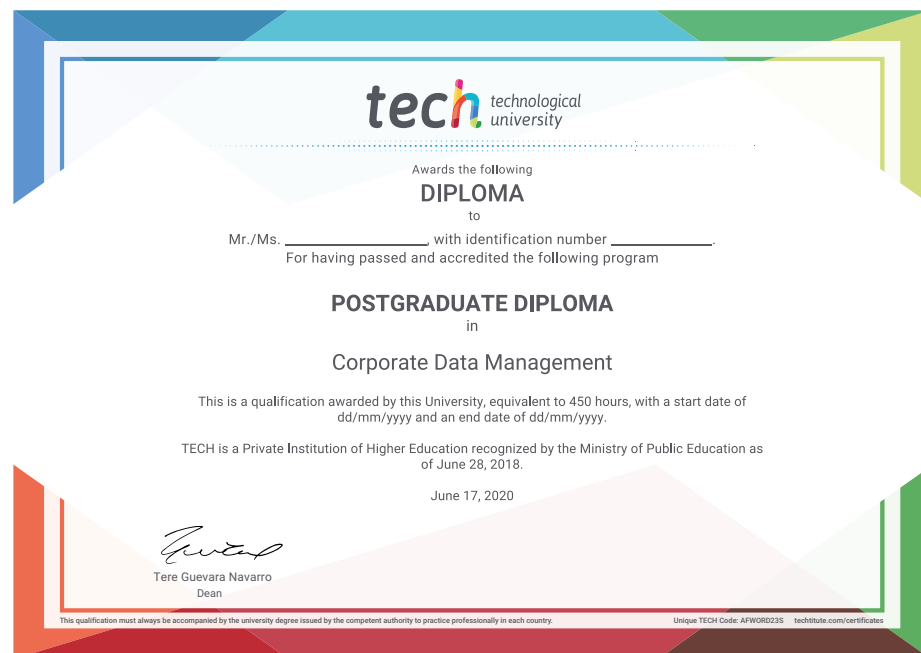 tech technological
university
Awards the following
DIPLOMA
to
Mr./Ms. ________________, with identification number ____________.
For having passed and accredited the following program
POSTGRADUATE DIPLOMA
in
Corporate Data Management
This is a qualification awarded by this University, equivalent to 450 hours, with a start date of
dd/mm/yyyy and an end date of dd/mm/yyyy.
TECH is a Private Institution of Higher Education recognized by the Ministry of Public Education as
of June 28, 2018.
June 17, 2020
Tere Guevara Navarro
Dean
This qualification must always be accompanied by the university degree issued by the competent authority to practice professionally in each country. Unique TECH Code: AFWORD23S techtitute.com/certificates